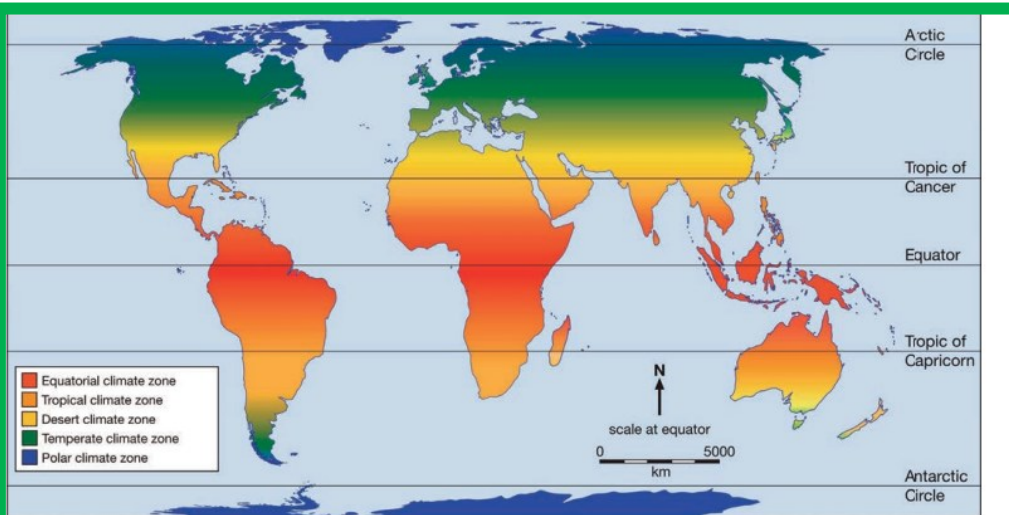 Arctic
Circle
Tropic of
Cancer
Equator
Tropic of
Capricorn
Equatorial climate zone
Tropical climate zone
Desert climate zone
Temperate climate zone
Polar climate zone
N
scale at equator
0 5000
km
Antarctic
Circle